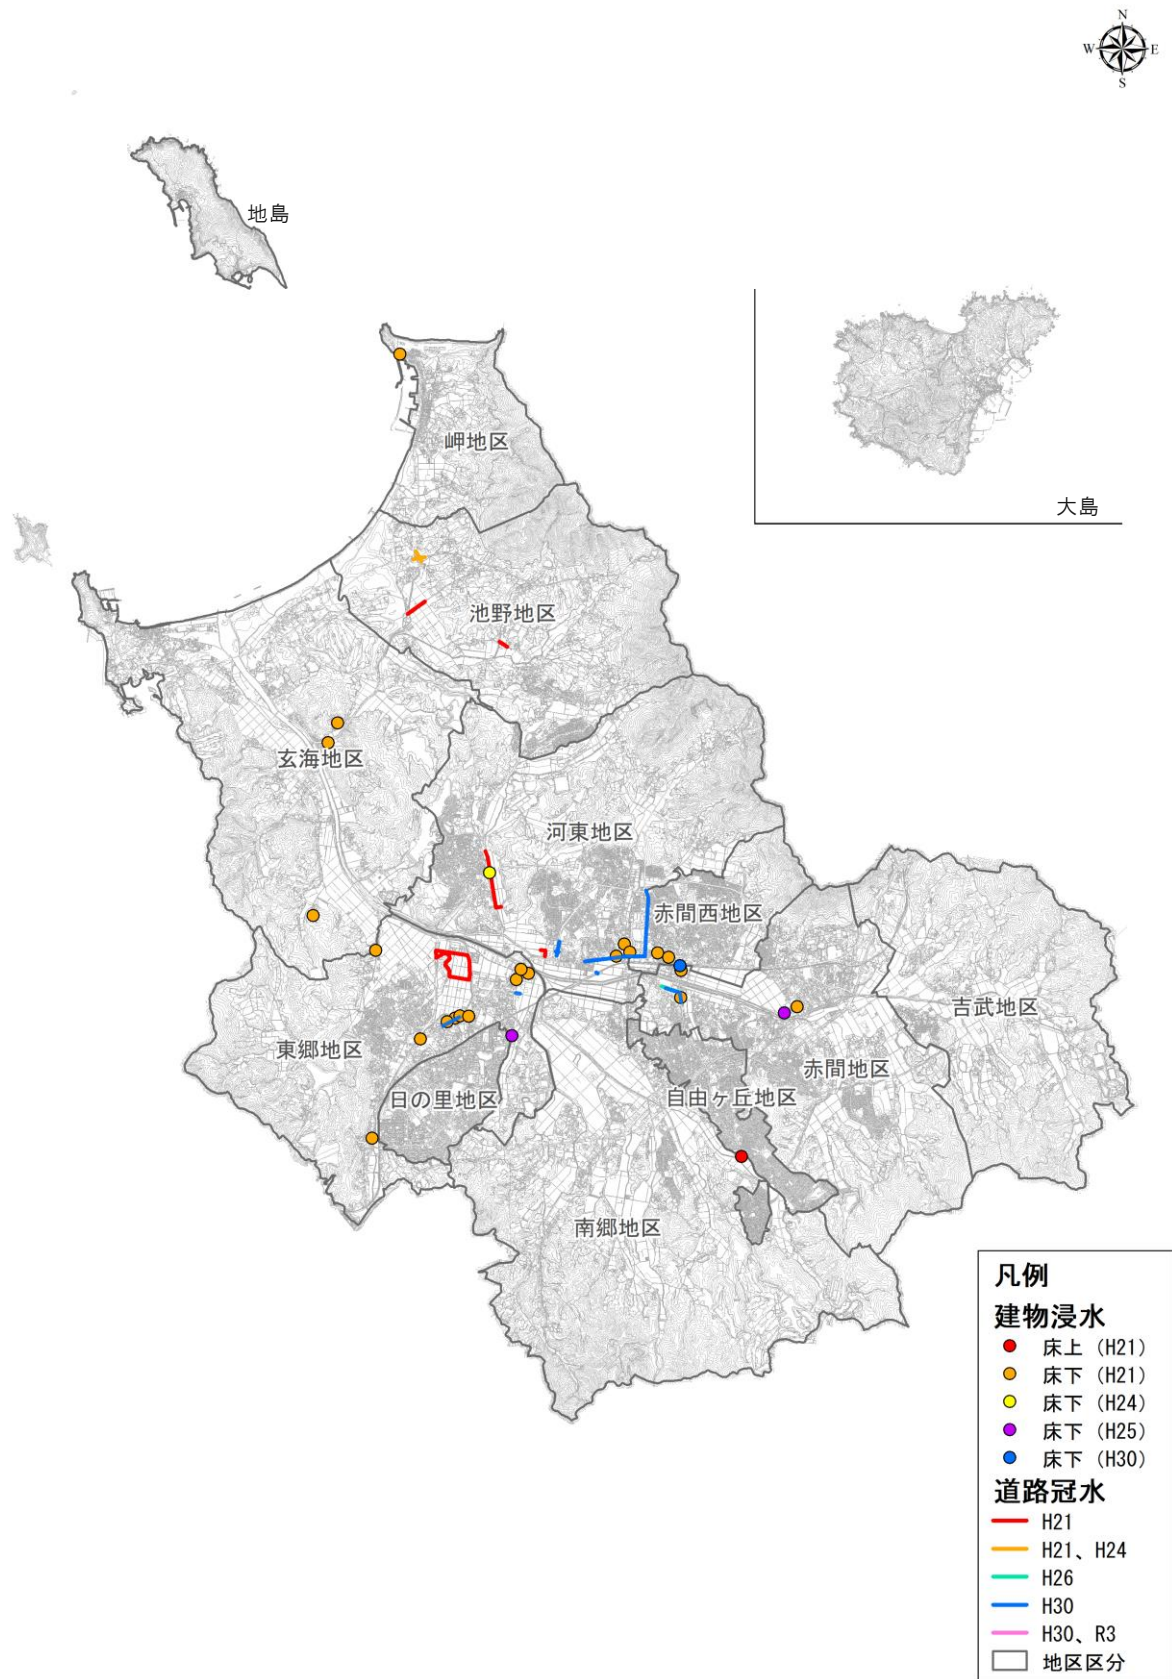 N
W E
S
地島
大島
岬地区
池野地区
玄海地区
河東地区
赤間西地区
吉武地区
東郷地区
赤間地区
日の里地区
自由ヶ丘地区
南郷地区
凡例
建物浸水
床上（H21）
床下（H21）
床下（H24）
床下（H25）
床下（H30）
道路冠水
H21
H21、H24
H26
H30
H30、R3
地区区分